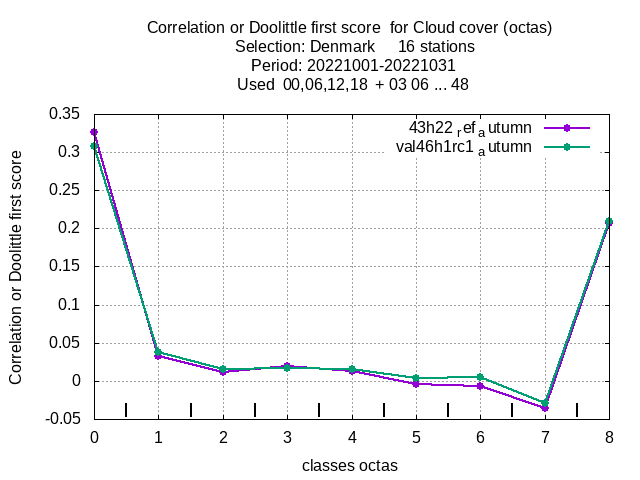 Correlation or Doolittle first score  for Cloud cover (octas)
Selection: Denmark     16 stations
Period: 20221001-20221031
Used  00,06,12,18  + 03 06 ... 48
43h22 refa utumn
val46h1rc1 a utumn
Correlation or Doolittle first score
0.35
0.3
0.25
0.2
0.15
0.1
0.05
0
-0.05
0 1 2 3 4 5 6 7 8
classes octas